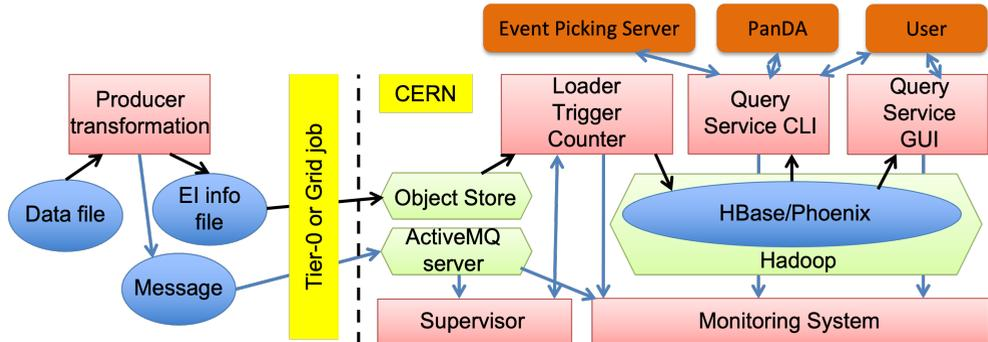 Event Picking Server
PanDA
User
Producer
transformation
CERN
Loader
Trigger
Counter
Query
Service CLI
Query
Service
GUI
Data file
EI info
file
Tier-0 or Grid job
Object Store
HBase/Phoenix
ActiveMQ
server
Hadoop
Message
Supervisor
Monitoring System